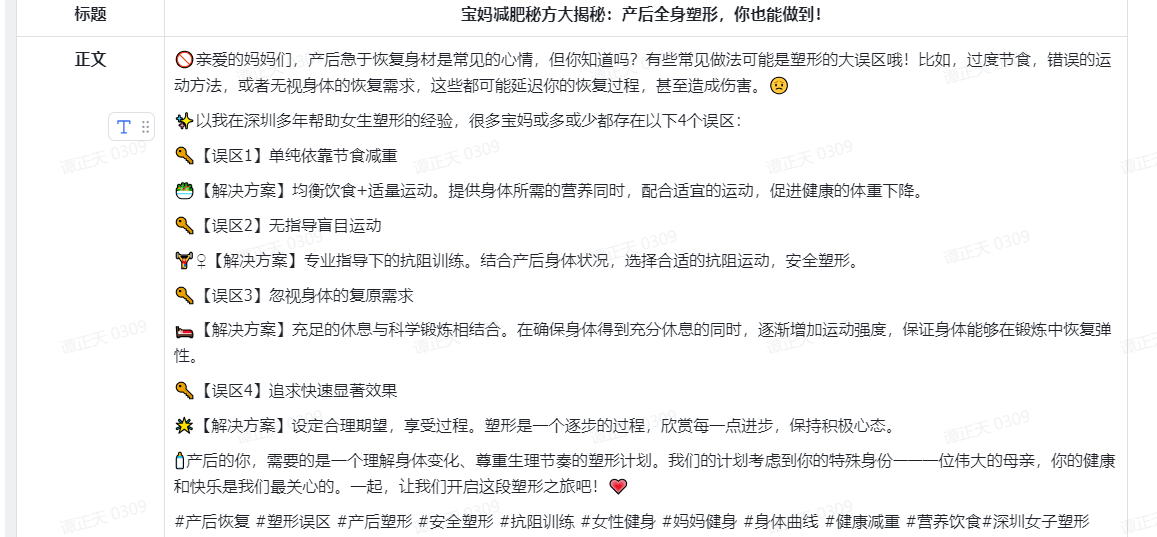 标题
宝妈减肥秘方大揭秘：产后全身塑形，你也能做到！
正文
🚫亲爱的妈妈们，产后急于恢复身材是常见的心情，但你知道吗？有些常见做法可能是塑形的大误区哦！比如，过度节食，错误的运
动方法，或者无视身体的恢复需求，这些都可能延迟你的恢复过程，甚至造成伤害。😟
T
✨以我在深圳多年帮助女生塑形的经验，很多宝妈或多或少都存在以下4个误区：
🔑【误区1】单纯依靠节食减重
🥗【解决方案】均衡饮食+适量运动。提供身体所需的营养同时，配合适宜的运动，促进健康的体重下降。
🔑【误区2】无指导盲目运动
🏋♀【解决方案】专业指导下的抗阻训练。结合产后身体状况，选择合适的抗阻运动，安全塑形。
🔑【误区3】忽视身体的复原需求
🛌【解决方案】充足的休息与科学锻炼相结合。在确保身体得到充分休息的同时，逐渐增加运动强度，保证身体能够在锻炼中恢复弹
性。
🔑【误区4】追求快速显著效果
🌟【解决方案】设定合理期望，享受过程。塑形是一个逐步的过程，欣赏每一点进步，保持积极心态。
🍼产后的你，需要的是一个理解身体变化、尊重生理节奏的塑形计划。我们的计划考虑到你的特殊身份——一位伟大的母亲，你的健康
和快乐是我们最关心的。一起，让我们开启这段塑形之旅吧！💗
#产后恢复 #塑形误区 #产后塑形 #安全塑形 #抗阻训练 #女性健身 #妈妈健身 #身体曲线 #健康减重 #营养饮食#深圳女子塑形
谭正天 0309